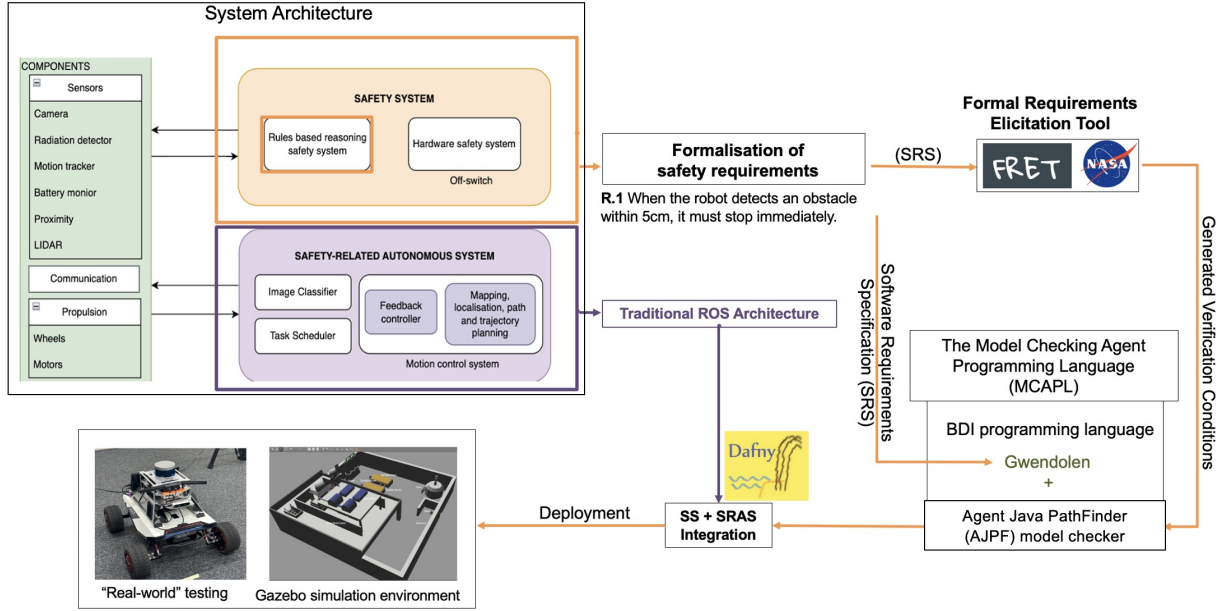 System Architecture
COMPONENTS
Sensors
Camera
Radiation detector
Motion tracker
Battery monior
Proximity
LIDAR
Communication
Propulsion
Wheels
Motors
SAFETY SYSTEM
Rules based reasoning
safety system
Hardware safety system
Off-switch
SAFETY-RELATED AUTONOMOUS SYSTEM
Image Classifier
Task Scheduler
Feedback
controller
Mapping,
localisation, path
and trajectory
planning
Motion control system
Formalisation of
safety requirements
R.1 When the robot detects an obstacle
within 5cm, it must stop immediately.
(SRS)
Formal Requirements
Elicitation Tool
FRET
NASA
Generated Verification Conditions
Software Requirements
Specification (SRS)
Traditional ROS Architecture
The Model Checking Agent
Programming Language
(MCAPL)
BDI programming language
Gwendolen
+
Agent Java PathFinder
(AJPF) model checker
Dafny
SS + SRAS
Integration
Deployment
“Real-world” testing
Gazebo simulation environment